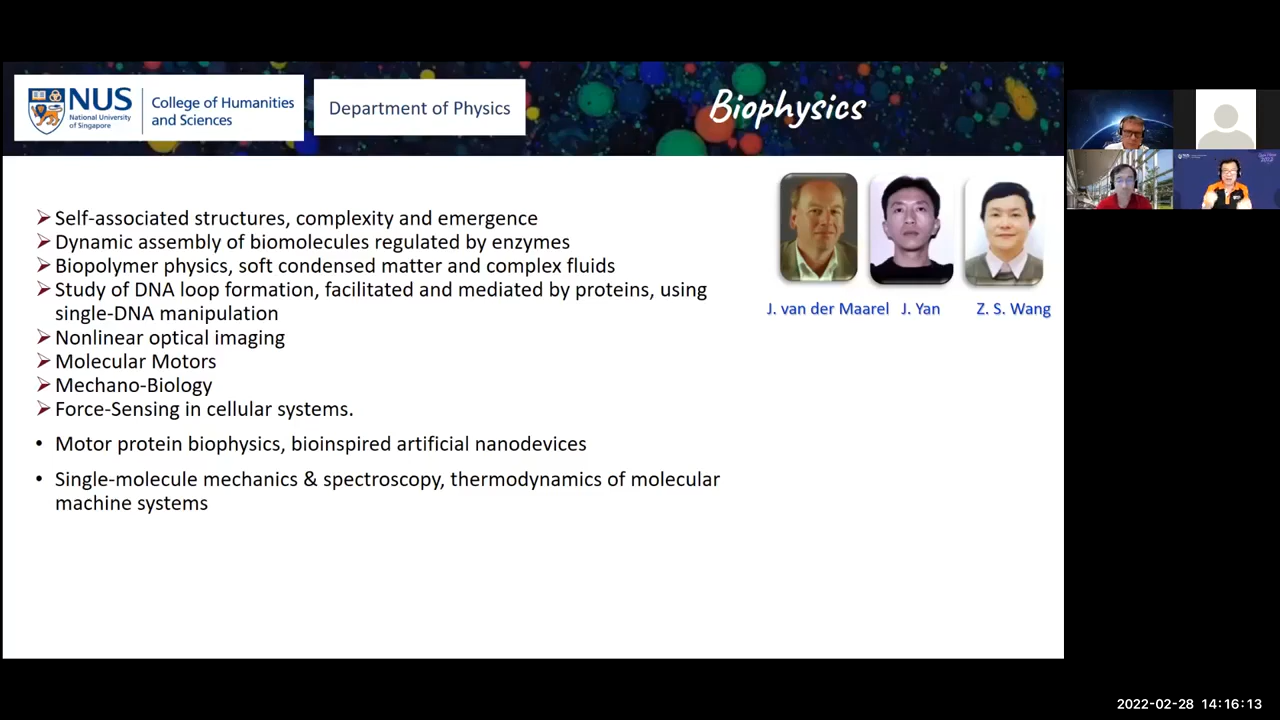 NUS
National University
of Singapore
College of Humanities
and Sciences
Department of Physics
Biophysics
Self-associated structures, complexity and emergence
Dynamic assembly of biomolecules regulated by enzymes
Biopolymer physics, soft condensed matter and complex fluids
Study of DNA loop formation, facilitated and mediated by proteins, using
single-DNA manipulation
Nonlinear optical imaging
Molecular Motors
Mechano-Biology
Force-Sensing in cellular systems.
• Motor protein biophysics, bioinspired artificial nanodevices
• Single-molecule mechanics & spectroscopy, thermodynamics of molecular
machine systems
J. van der Maarel J. Yan Z. S. Wang
2022-02-28 14:16:13